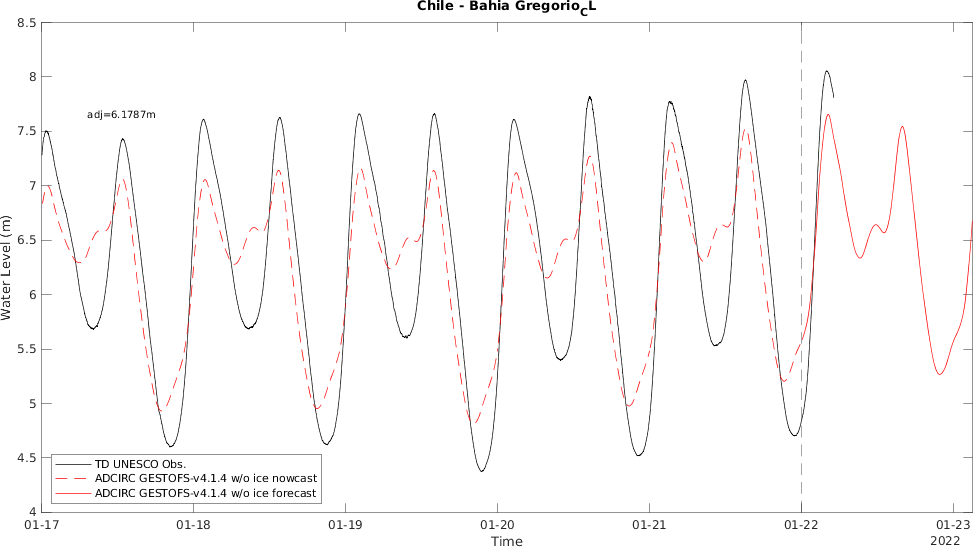 Chile - Bahia Gregorio_CL
8.5
8
7.5
7
6.5
6
5.5
5
4.5
4
Water Level (m)
adj=6.1787m
TD UNESCO Obs.
ADCIRC GESTOFS-v4.1.4 w/o ice nowcast
ADCIRC GESTOFS-v4.1.4 w/o ice forecast
01-17 01-18 01-19 01-20 01-21 01-22 01-23
Time
2022